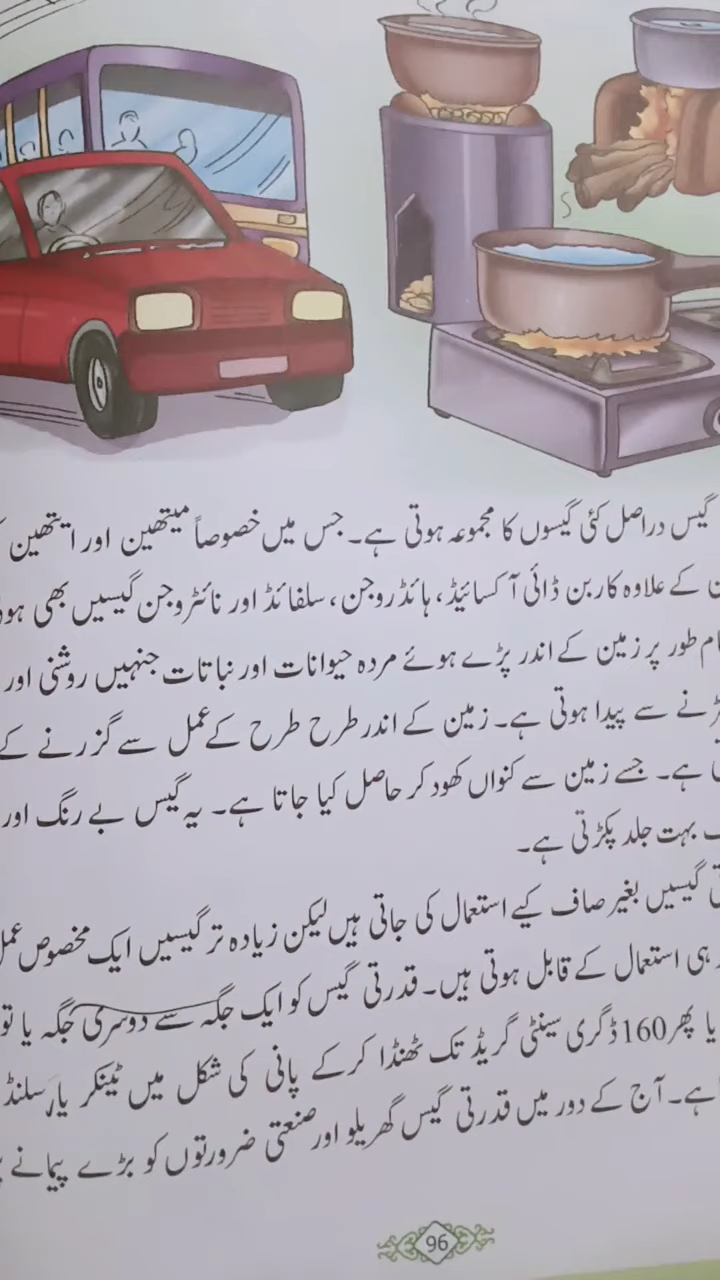 گیس دراصل کئی گیسوں کا مجموعہ ہوتی ہے۔ جس میں خصوصاً میتھین اور ایتھین
کے علاوہ کاربن ڈائی آکسائیڈ، ہائڈروجن، سلفائڈ اور نائٹروجن گیسیں بھی
طور پر زمین کے اندر پڑے ہوئے مردہ حیوانات اور نباتات جنہیں روشنی اور
سے پیدا ہوتی ہے۔ زمین کے اندر طرح طرح کے عمل سے گزرنے کے
ہے۔ جسے زمین سے کنواں کھود کر حاصل کیا جاتا ہے۔ یہ گیس بے رنگ اور
بہت جلد پکڑتی ہے۔
گیسیں بغیر صاف کیے استعمال کی جاتی ہیں لیکن زیادہ تر گیسیں ایک مخصوص عمل
ہی استعمال کے قابل ہوتی ہیں۔ قدرتی گیس کو ایک جگہ سے دوسری جگہ یا تو
یا پھر 160 ڈگری سینٹی گریڈ تک ٹھنڈا کرکے پانی کی شکل میں ٹینکر یا
ہے۔ آج کے دور میں قدرتی گیس گھریلو اور صنعتی ضرورتوں کو بڑے پیمانے
96